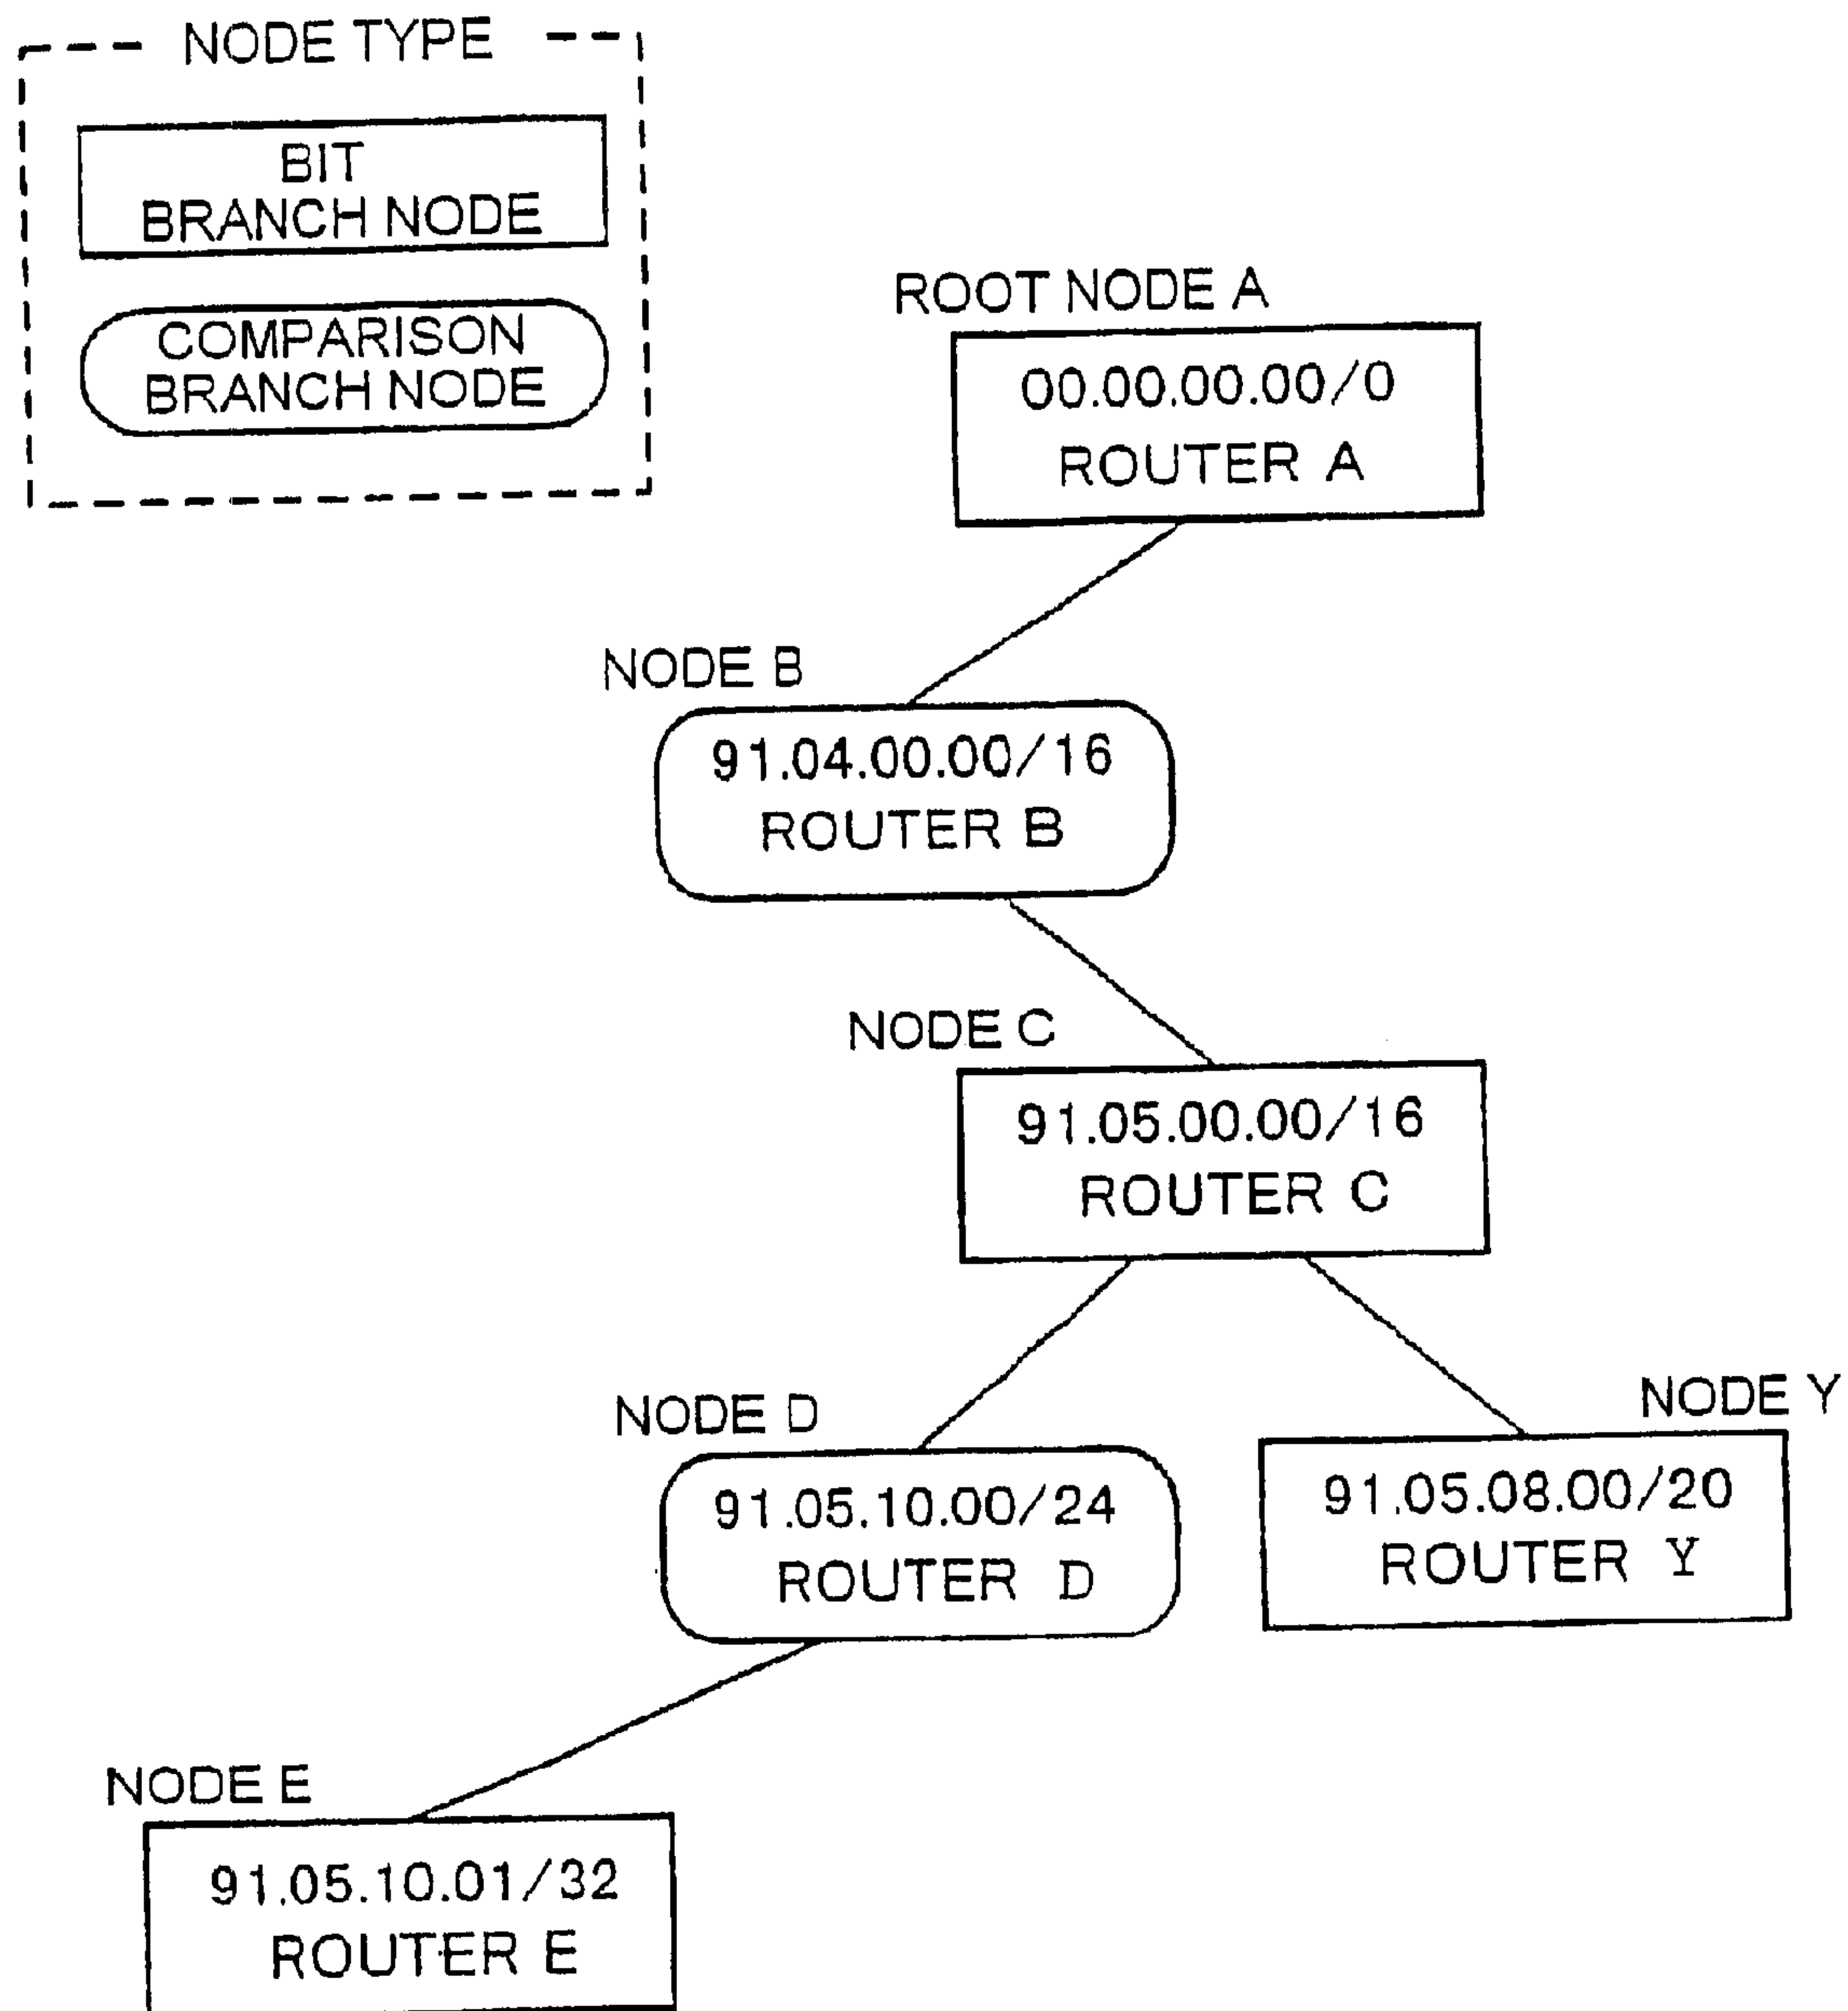 NODE TYPE
BIT
BRANCH NODE
COMPARISON
BRANCH NODE
ROOT NODE A
00.00.00.00/0
ROUTER A
NODE B
91.04.00.00/16
ROUTER B
NODE C
91.05.00.00/16
ROUTER C
NODE D
91.05.10.00/24
ROUTER D
NODE Y
91.05.08.00/20
ROUTER Y
NODE E
91.05.10.01/32
ROUTER E